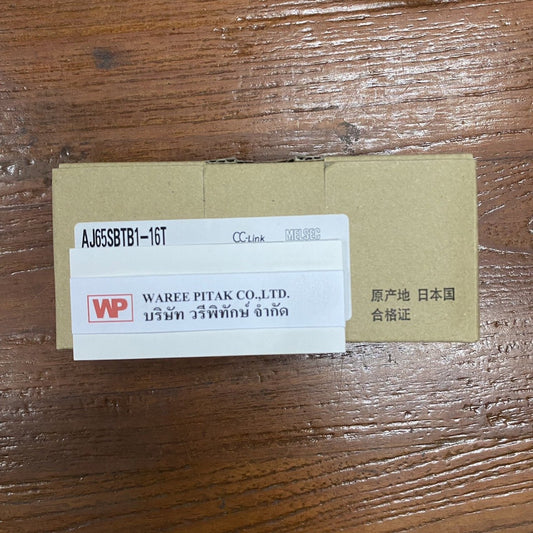 AJ65SBTB1-16T CC-Link MELSEC
WP WAREE PITAK CO.,LTD.
บริษัท วรีพิทักษ์ จำกัด
原产地 日本国
合格证